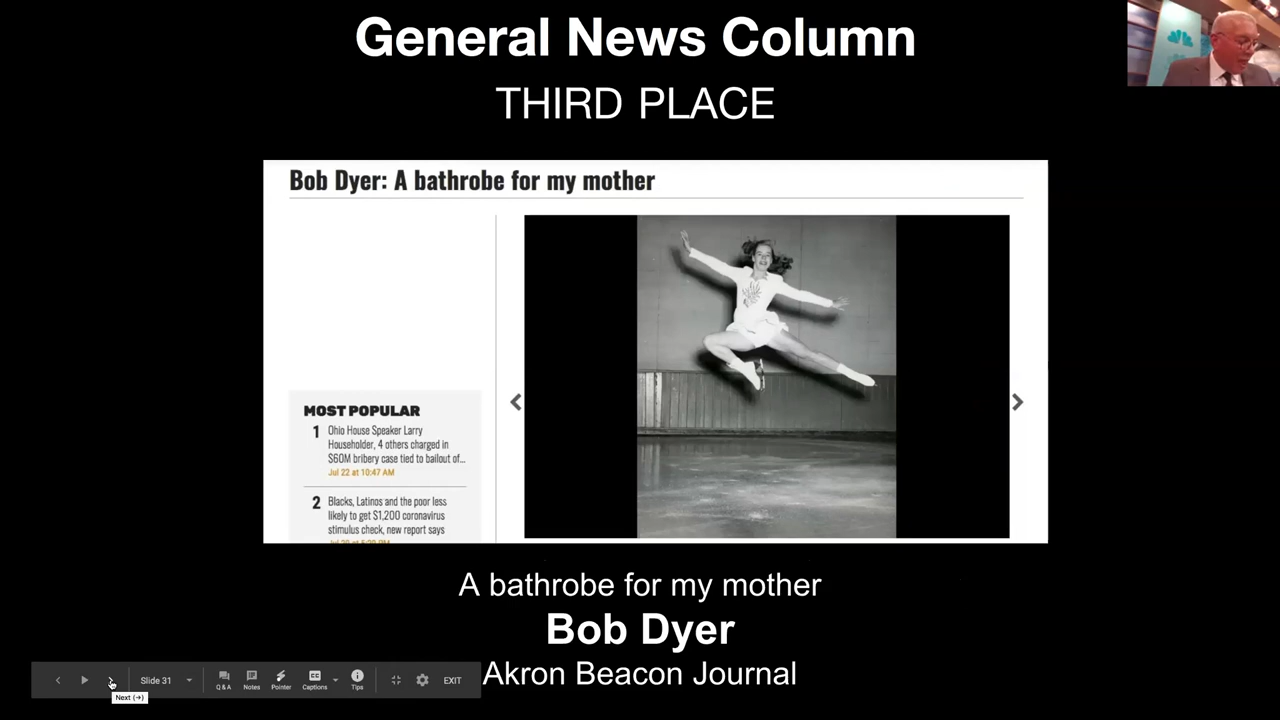 General News Column
THIRD PLACE
Bob Dyer: A bathrobe for my mother
MOST POPULAR
1 Ohio House Speaker Larry
Householder, 4 others charged in
$60M bribery case tied to bailout of...
Jul 22 at 10:47 AM
2 Blacks, Latinos and the poor less
likely to get $1,200 coronavirus
stimulus check, new report says
A bathrobe for my mother
Bob Dyer
Akron Beacon Journal
Slide 31
Q & A
Notes
Pointer
CC
Captions
Tips
EXIT
Next (→)